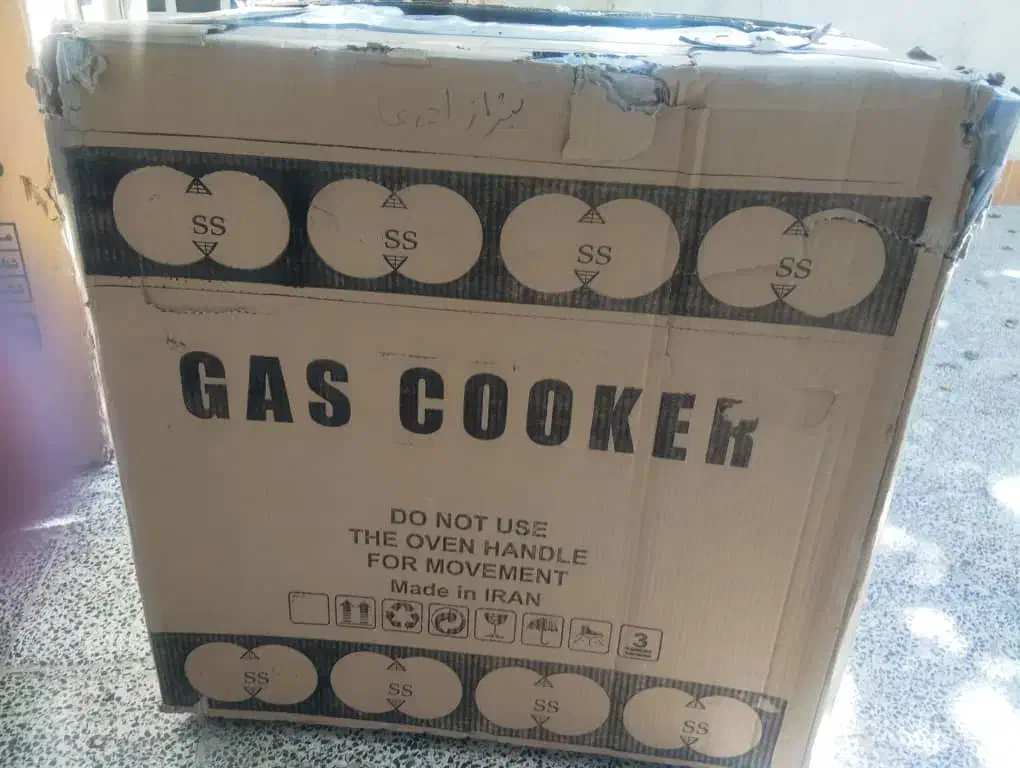 SS SS SS SS
GAS COOKER
DO NOT USE
THE OVEN HANDLE
FOR MOVEMENT
Made in IRAN
3
SS SS SS SS